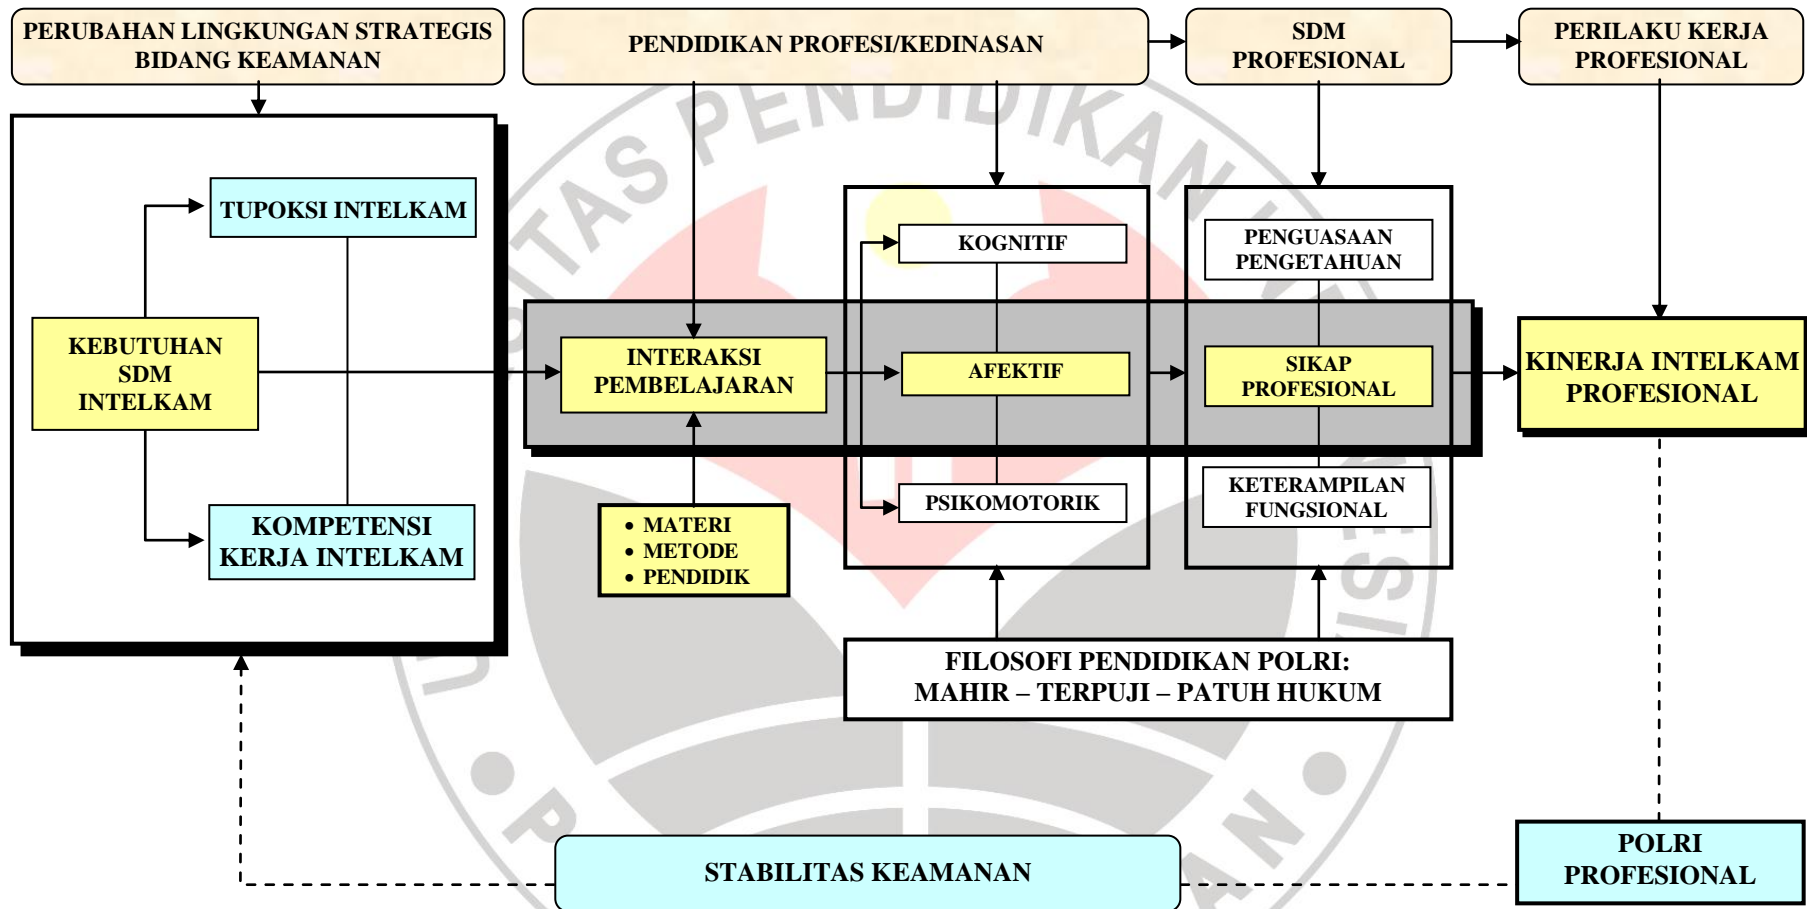 PERUBAHAN LINGKUNGAN STRATEGIS
BIDANG KEAMANAN
PENDIDIKAN PROFESI/KEDINASAN
SDM
PROFESIONAL
PERILAKU KERJA
PROFESIONAL
TUPOKSI INTELKAM
KEBUTUHAN
SDM
INTELKAM
KOMPETENSI
KERJA INTELKAM
INTERAKSI
PEMBELAJARAN
• MATERI
• METODE
• PENDIDIK
KOGNITIF
AFEKTIF
PSIKOMOTORIK
PENGUASAAN
PENGETAHUAN
SIKAP
PROFESIONAL
KETERAMPILAN
FUNGSIONAL
KINERJA INTELKAM
PROFESIONAL
FILOSOFI PENDIDIKAN POLRI:
MAHIR – TERPUJI – PATUH HUKUM
STABILITAS KEAMANAN
POLRI
PROFESIONAL